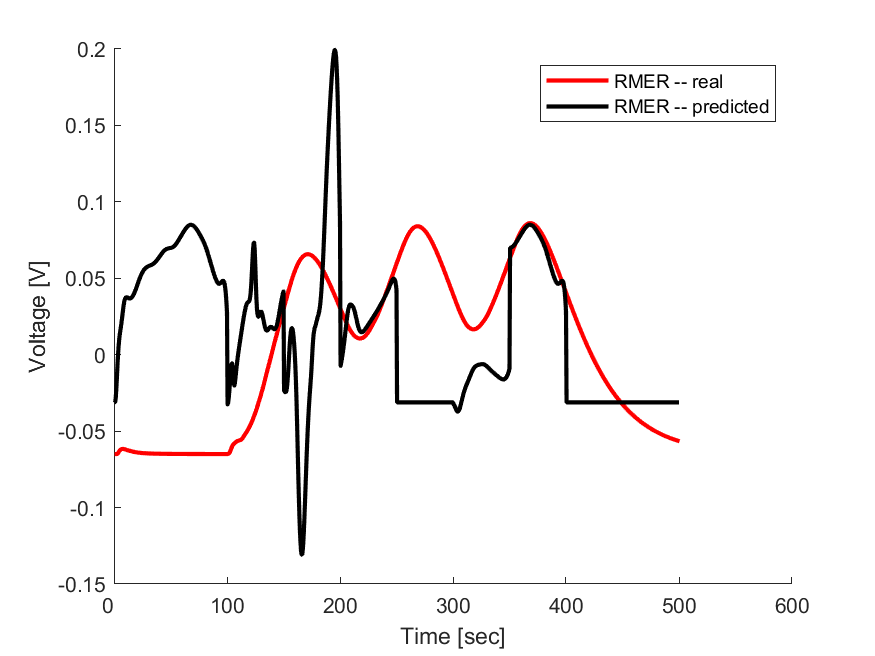 0.2
RMER -- real
RMER -- predicted
0.15
0.1
0.05
0
-0.05
-0.1
-0.15
Voltage [V]
0 100 200 300 400 500 600
Time [sec]